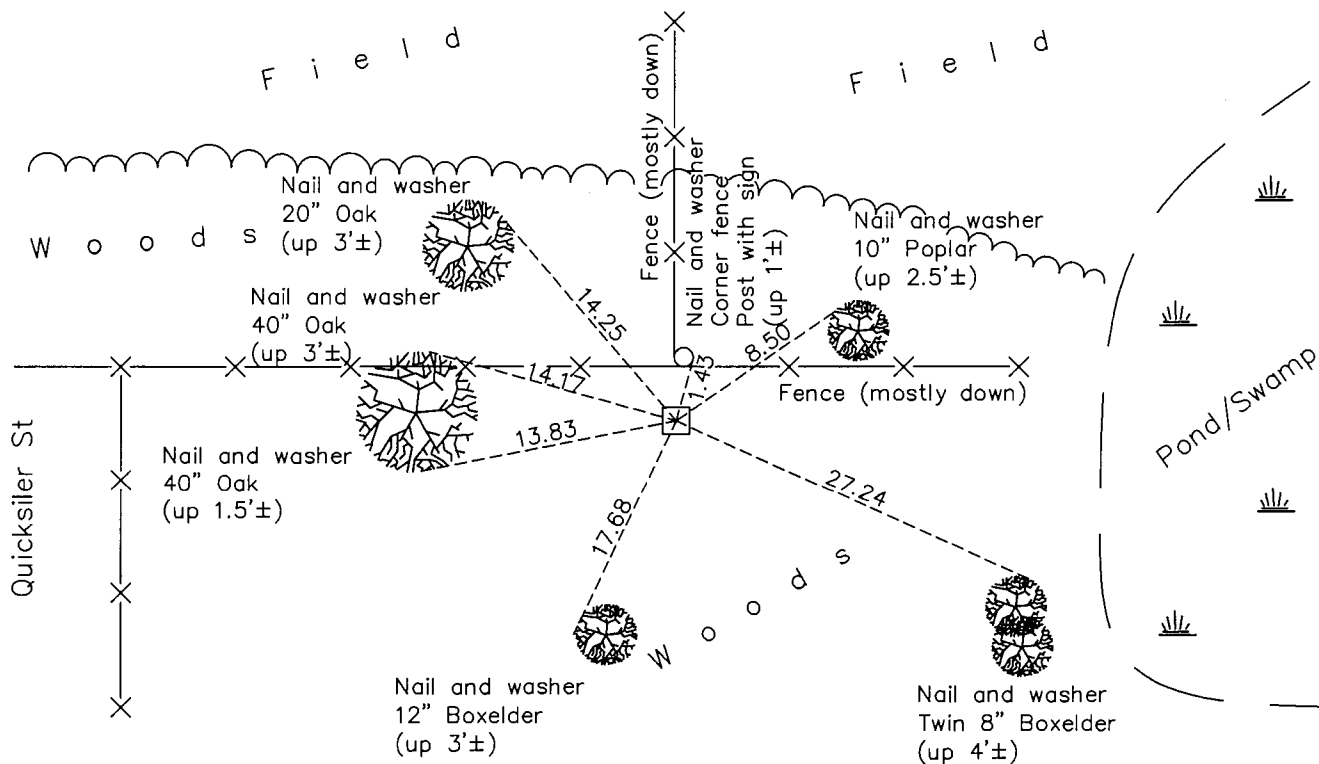 Field
Field
Fence (mostly down)
Nail and washer
Corner fence
Post with sign
(up 1'±)
Nail and washer
20" Oak
(up 3'±)
Woods
Nail and washer
10" Poplar
(up 2.5'±)
Nail and washer
40" Oak
(up 3'±)
14.25
8.50
1.43
14.17
Fence (mostly down)
13.83
Nail and washer
40" Oak
(up 1.5'±)
Quicksiler St
Pond/Swamp
27.24
17.68
Woods
Nail and washer
12" Boxelder
(up 3'±)
Nail and washer
Twin 8" Boxelder
(up 4'±)